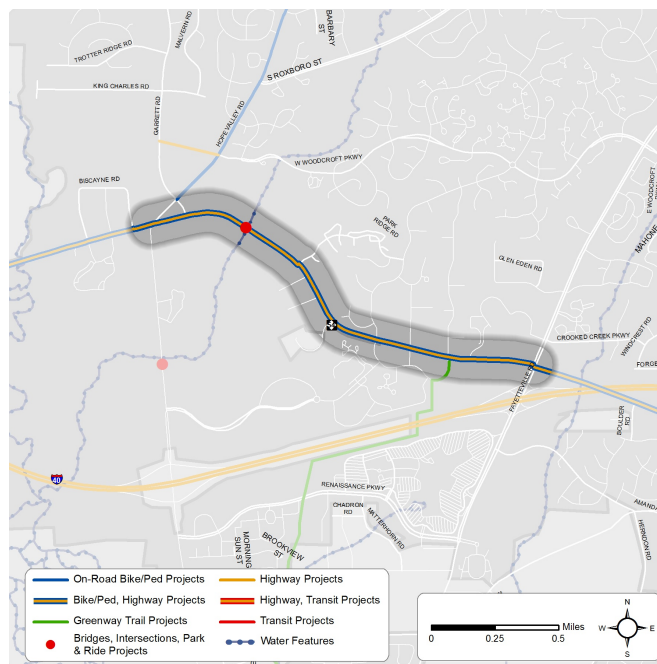 BARBARY
ST
MALVERN RD
TROTTER RIDGE RD
S ROXBORO ST
KING CHARLES RD
GARRETT RD
HOPE VALLEY RD
W WOODCROFT PKWY
BISCAYNE RD
E WOODCROFT
PARK
RIDGE RD
MAHONE
GLEN EDEN RD
CROOKED CREEK PKWY
WINDCREST RD
FORGE
FAYETTEVILLE
BOULDER
RD
40
RENAISSANCE PKWY
CHADRON
RD
MATTERHORN RD
AMANDA
HERNDON RD
MORNING
SUN ST
BROOKVIEW
ST
On-Road Bike/Ped Projects
Highway Projects
Bike/Ped, Highway Projects
Highway, Transit Projects
Greenway Trail Projects
Transit Projects
Bridges, Intersections, Park
& Ride Projects
Water Features
Miles
0 0.25 0.5
N
W E
S